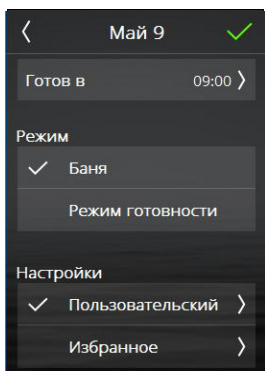 Май 9
Готов в 09:00
Режим
Баня
Режим готовности
Настройки
Пользовательский
Избранное